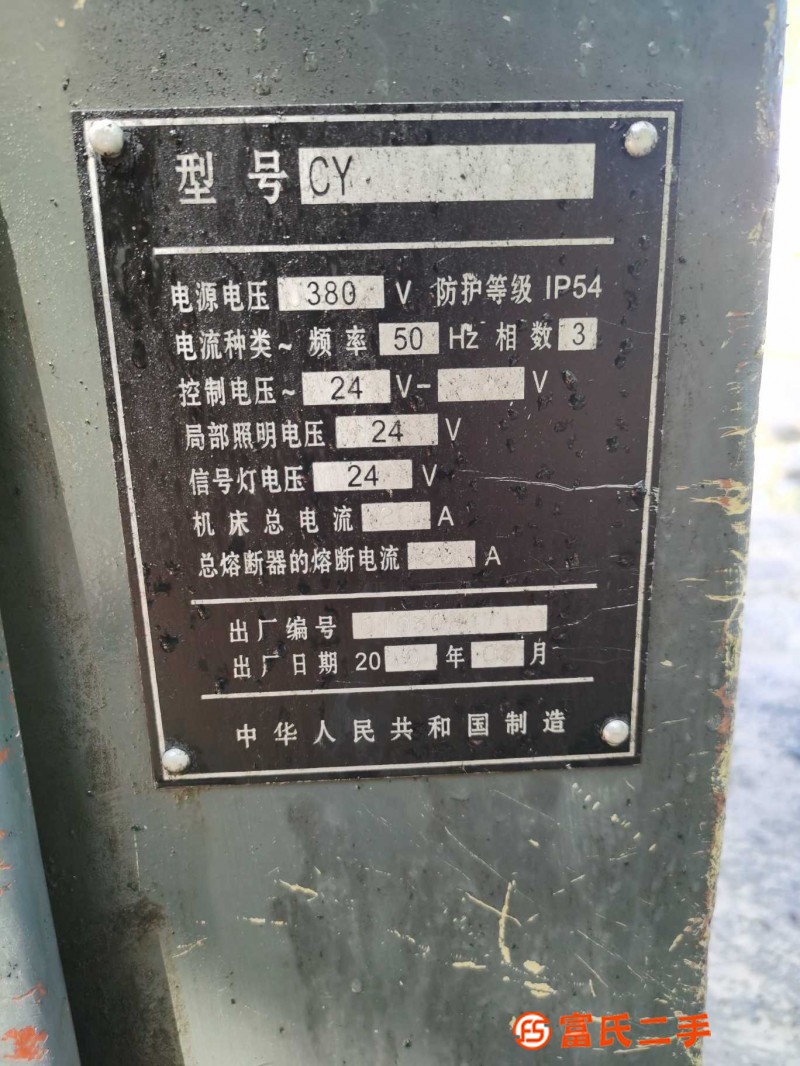 型号 CY
电源电压 380 V 防护等级 IP54
电流种类~ 频率 50 Hz 相数 3
控制电压~ 24 V- V
局部照明电压 24 V
信号灯电压 24 V
机床总电流 A
总熔断器的熔断电流 A
出厂编号
出厂日期 20 年 月
中华人民共和国制造
富氏二手